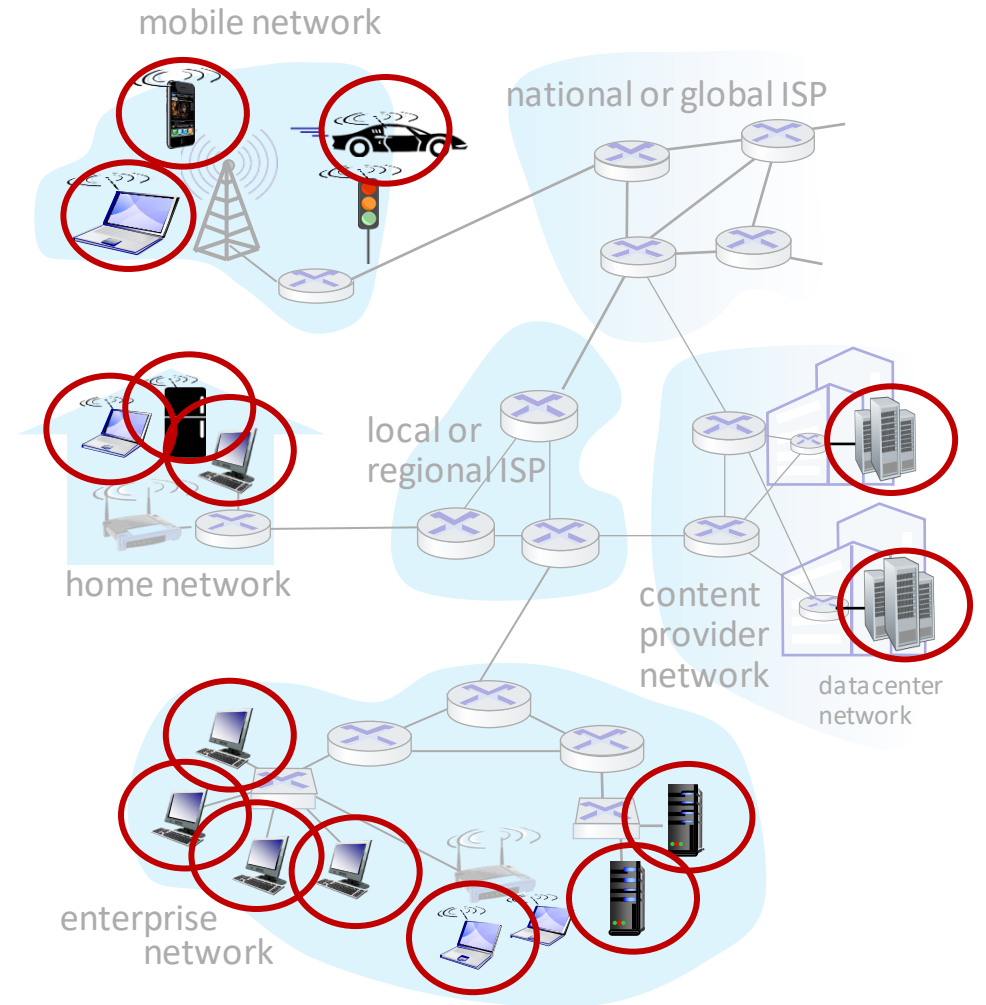 mobile network
national or global ISP
local or
regional ISP
home network
content
provider
network
datacenter
network
enterprise
network